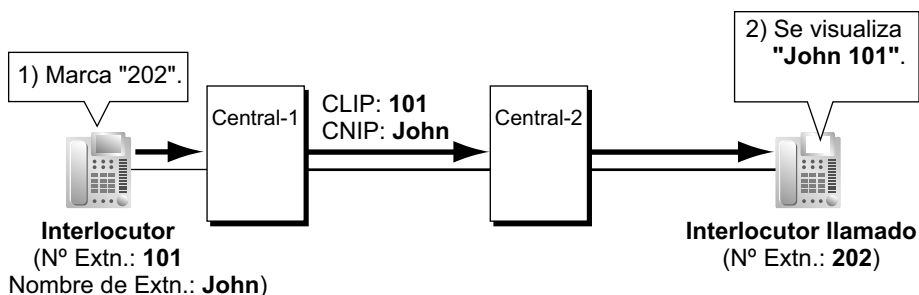 1) Marca "202".
2) Se visualiza
"John 101".
Central-1
CLIP: 101
CNIP: John
Central-2
Interlocutor
(Nº Extn.: 101
Nombre de Extn.: John)
Interlocutor llamado
(Nº Extn.: 202)